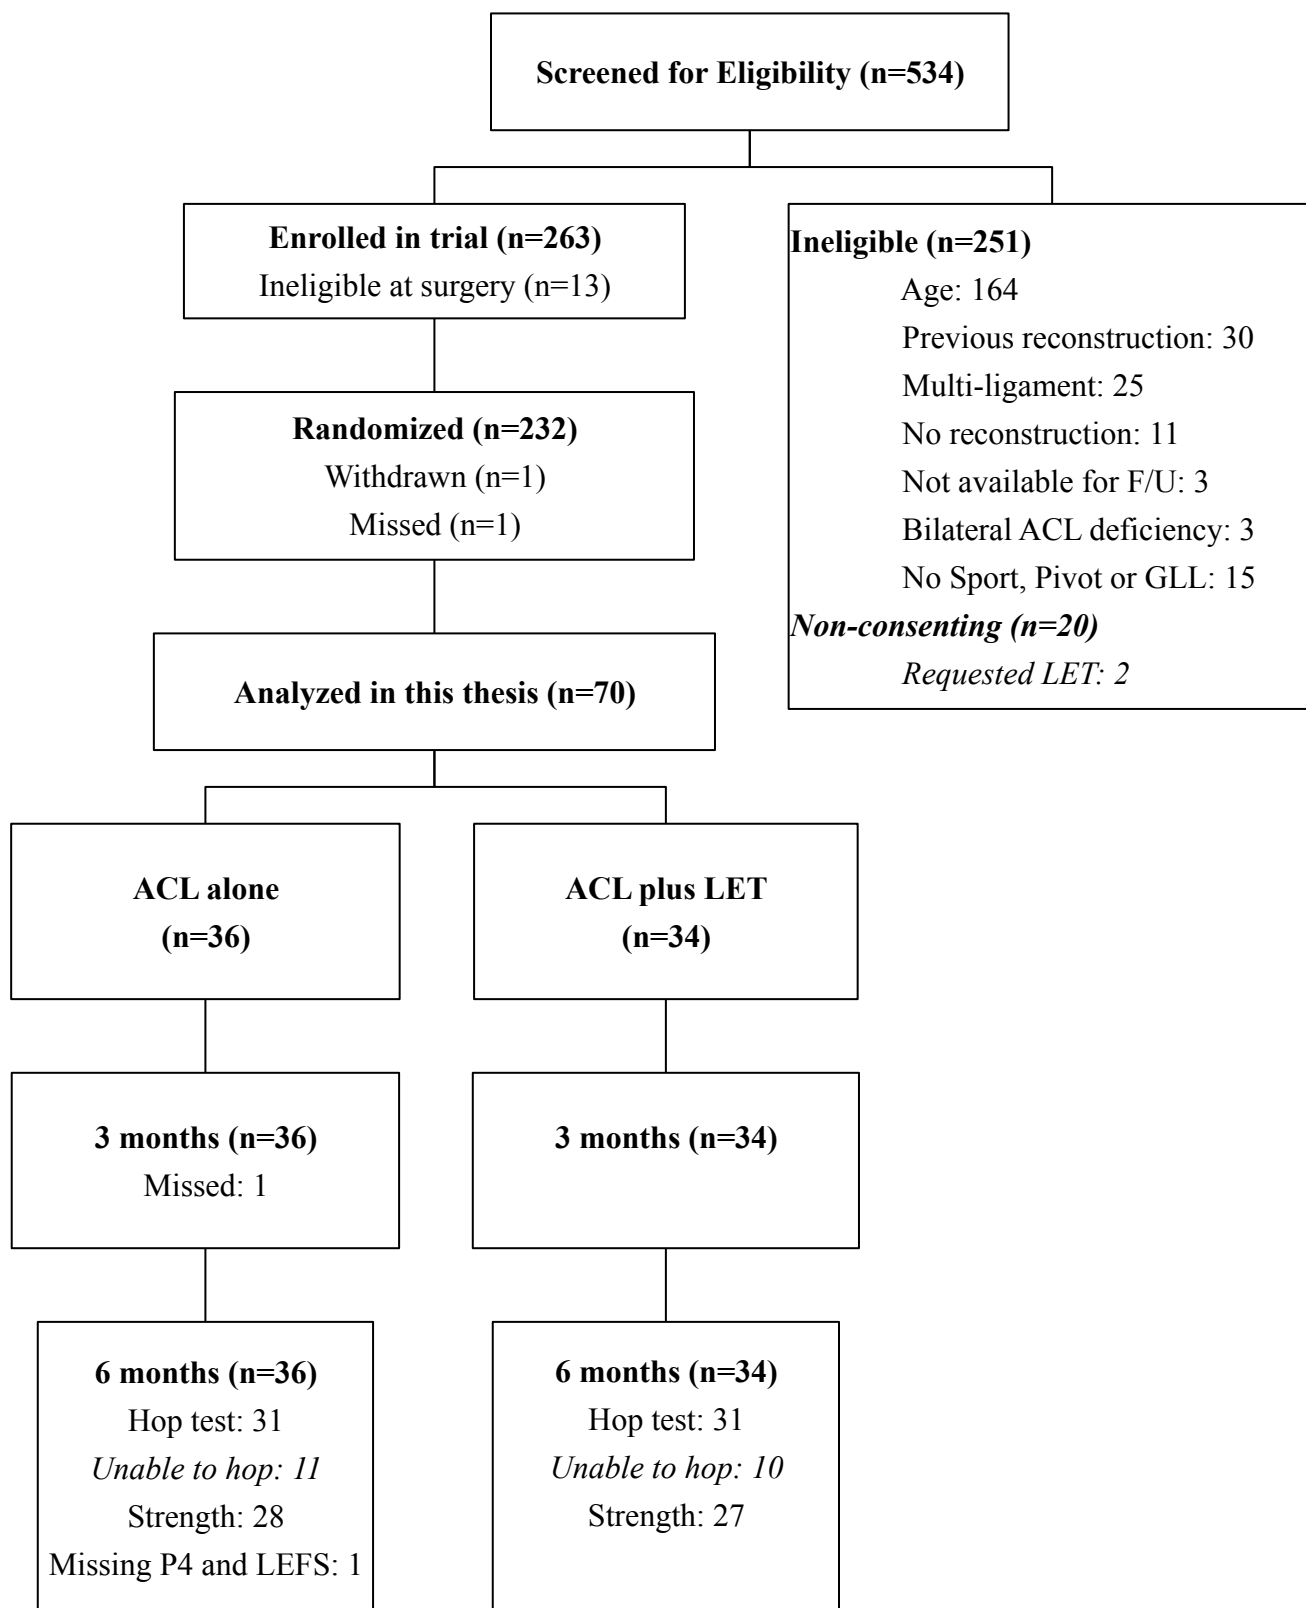 Screened for Eligibility (n=534)
Enrolled in trial (n=263)
Ineligible at surgery (n=13)
Ineligible (n=251)
Age: 164
Previous reconstruction: 30
Multi-ligament: 25
No reconstruction: 11
Not available for F/U: 3
Bilateral ACL deficiency: 3
No Sport, Pivot or GLL: 15
Non-consenting (n=20)
Requested LET: 2
Randomized (n=232)
Withdrawn (n=1)
Missed (n=1)
Analyzed in this thesis (n=70)
ACL alone
(n=36)
ACL plus LET
(n=34)
3 months (n=36)
Missed: 1
3 months (n=34)
6 months (n=36)
Hop test: 31
Unable to hop: 11
Strength: 28
Missing P4 and LEFS: 1
6 months (n=34)
Hop test: 31
Unable to hop: 10
Strength: 27